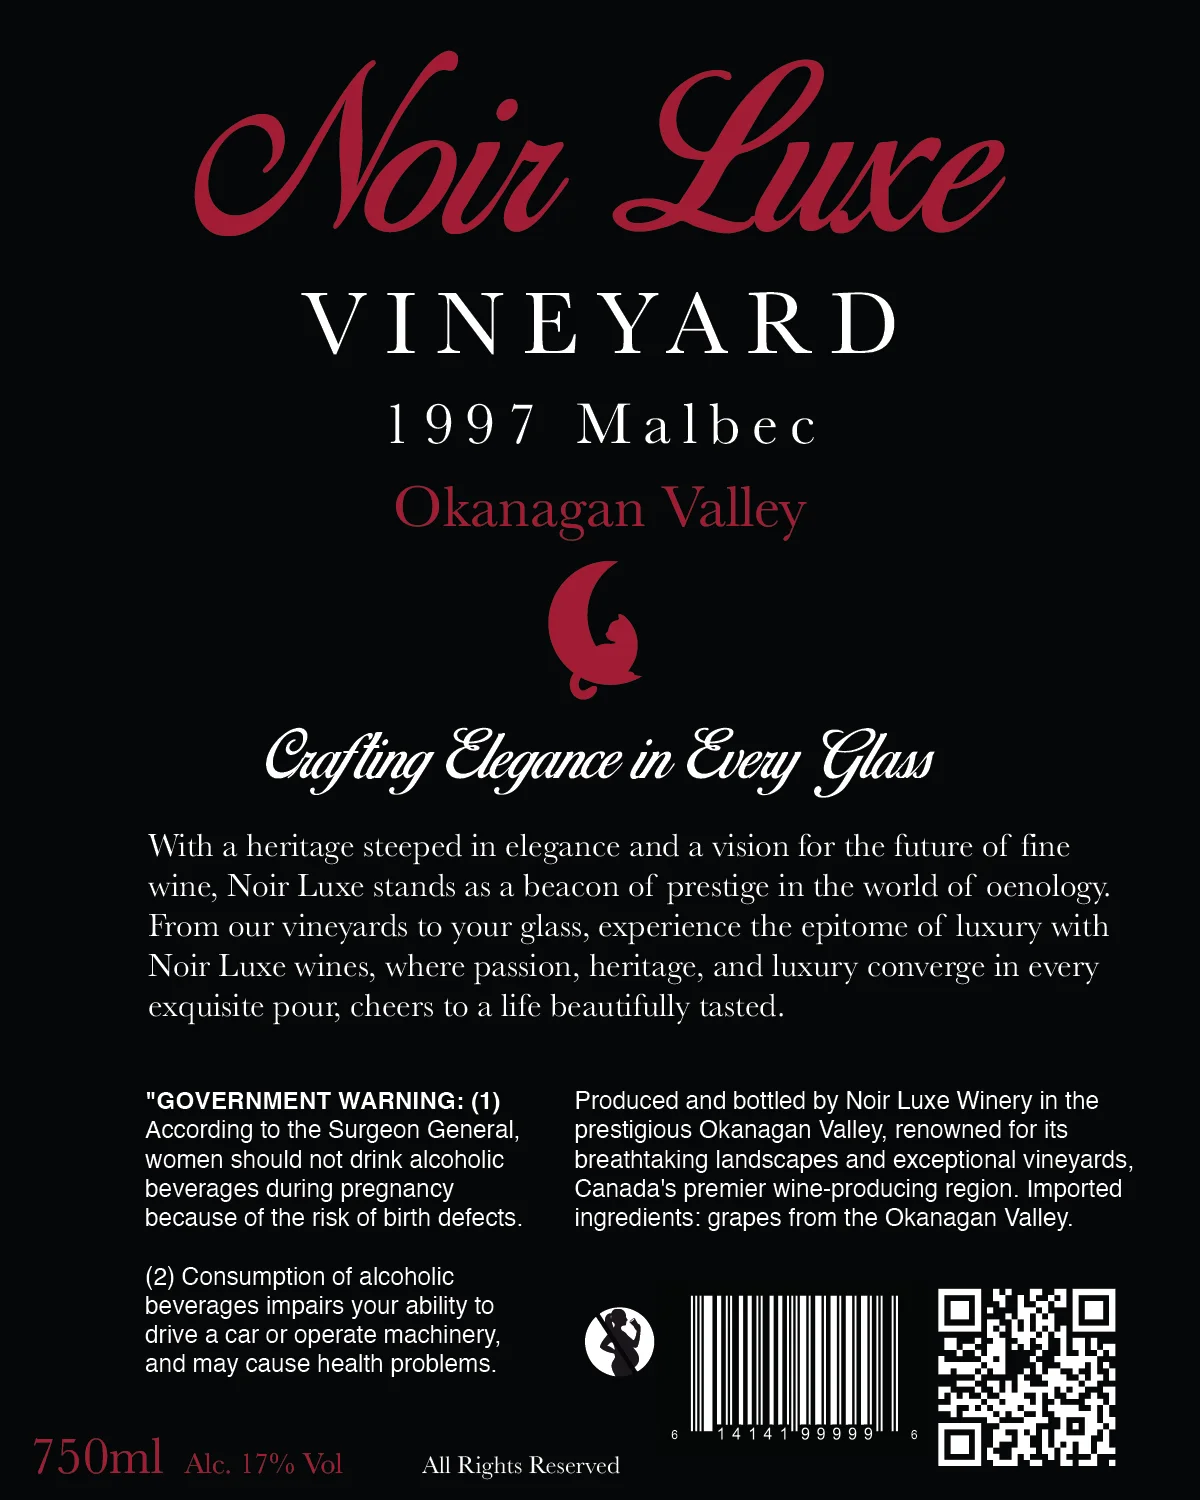 Noir Luxe
VINEYARD
1997 Malbec
Okanagan Valley
Crafting Elegance in Every Glass
With a heritage steeped in elegance and a vision for the future of fine
wine, Noir Luxe stands as a beacon of prestige in the world of oenology.
From our vineyards to your glass, experience the epitome of luxury with
Noir Luxe wines, where passion, heritage, and luxury converge in every
exquisite pour, cheers to a life beautifully tasted.
"GOVERNMENT WARNING: (1)
According to the Surgeon General,
women should not drink alcoholic
beverages during pregnancy
because of the risk of birth defects.
(2) Consumption of alcoholic
beverages impairs your ability to
drive a car or operate machinery,
and may cause health problems.
Produced and bottled by Noir Luxe Winery in the
prestigious Okanagan Valley, renowned for its
breathtaking landscapes and exceptional vineyards,
Canada's premier wine-producing region. Imported
ingredients: grapes from the Okanagan Valley.
6 14141 99999 6
750ml Alc. 17% Vol
All Rights Reserved